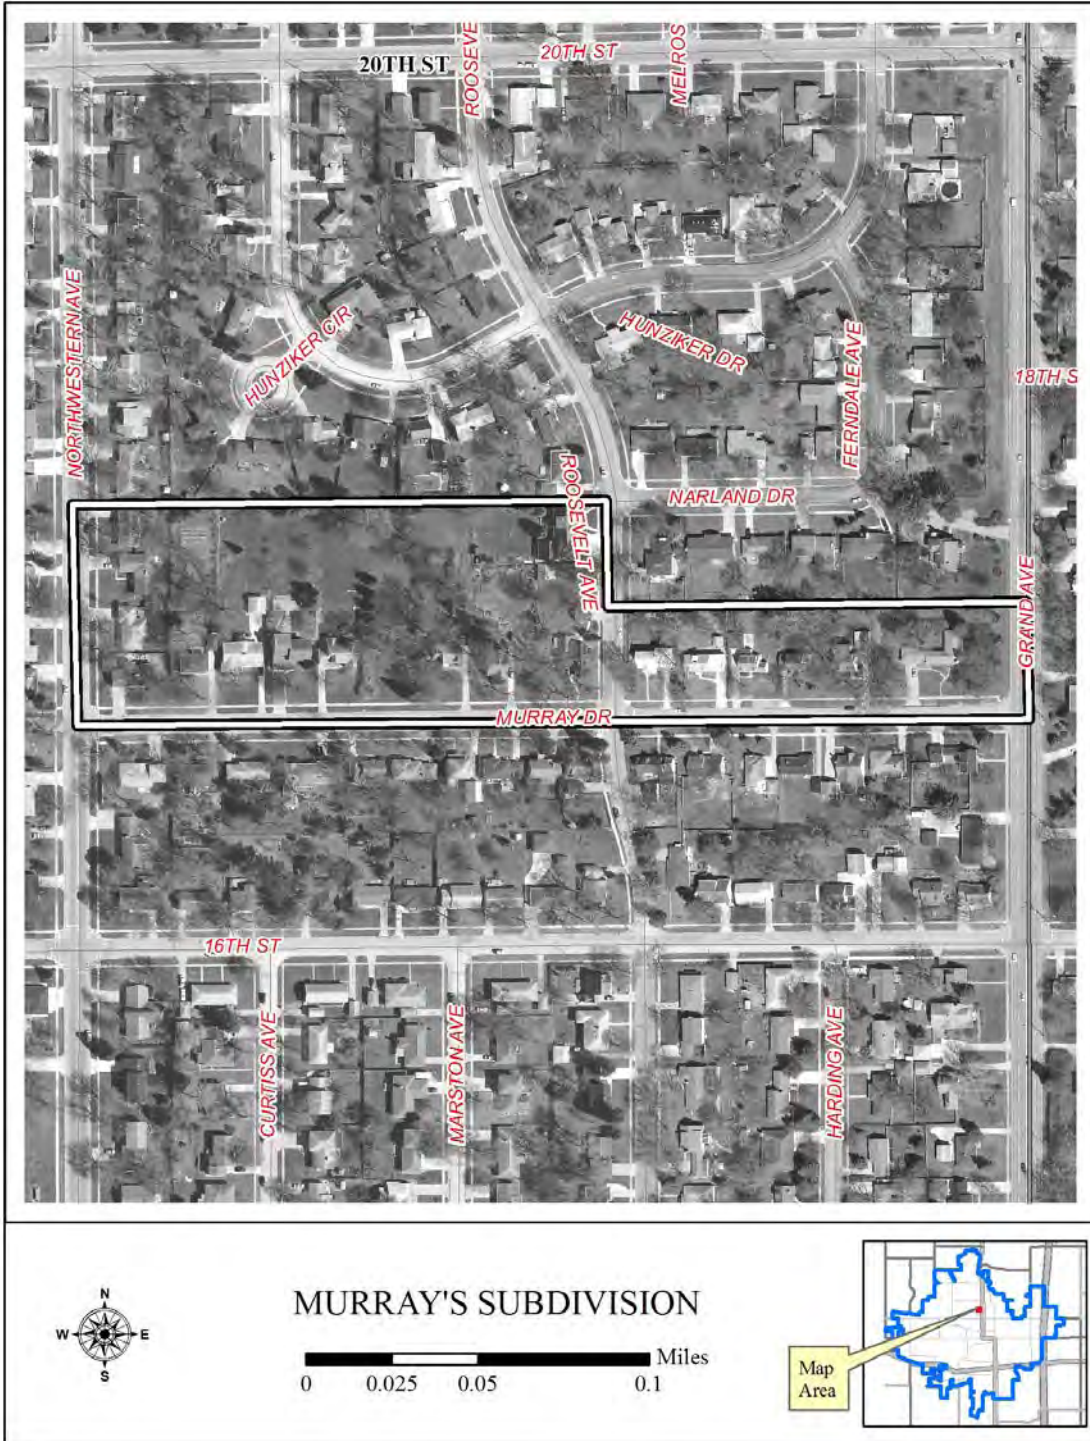 ROOSEVE
20TH ST
20TH ST
MELROS
HUNZIKER CIR
HUNZIKER DR
NORTHWESTERN AVE
FERNDALE AVE
18TH S
ROOSEVELT AVE
NARLAND DR
GRAND AVE
MURRAY DR
16TH ST
CURTISS AVE
MARSTON AVE
HARDING AVE
N
W E
S
MURRAY'S SUBDIVISION
Miles
0 0.025 0.05 0.1
Map
Area